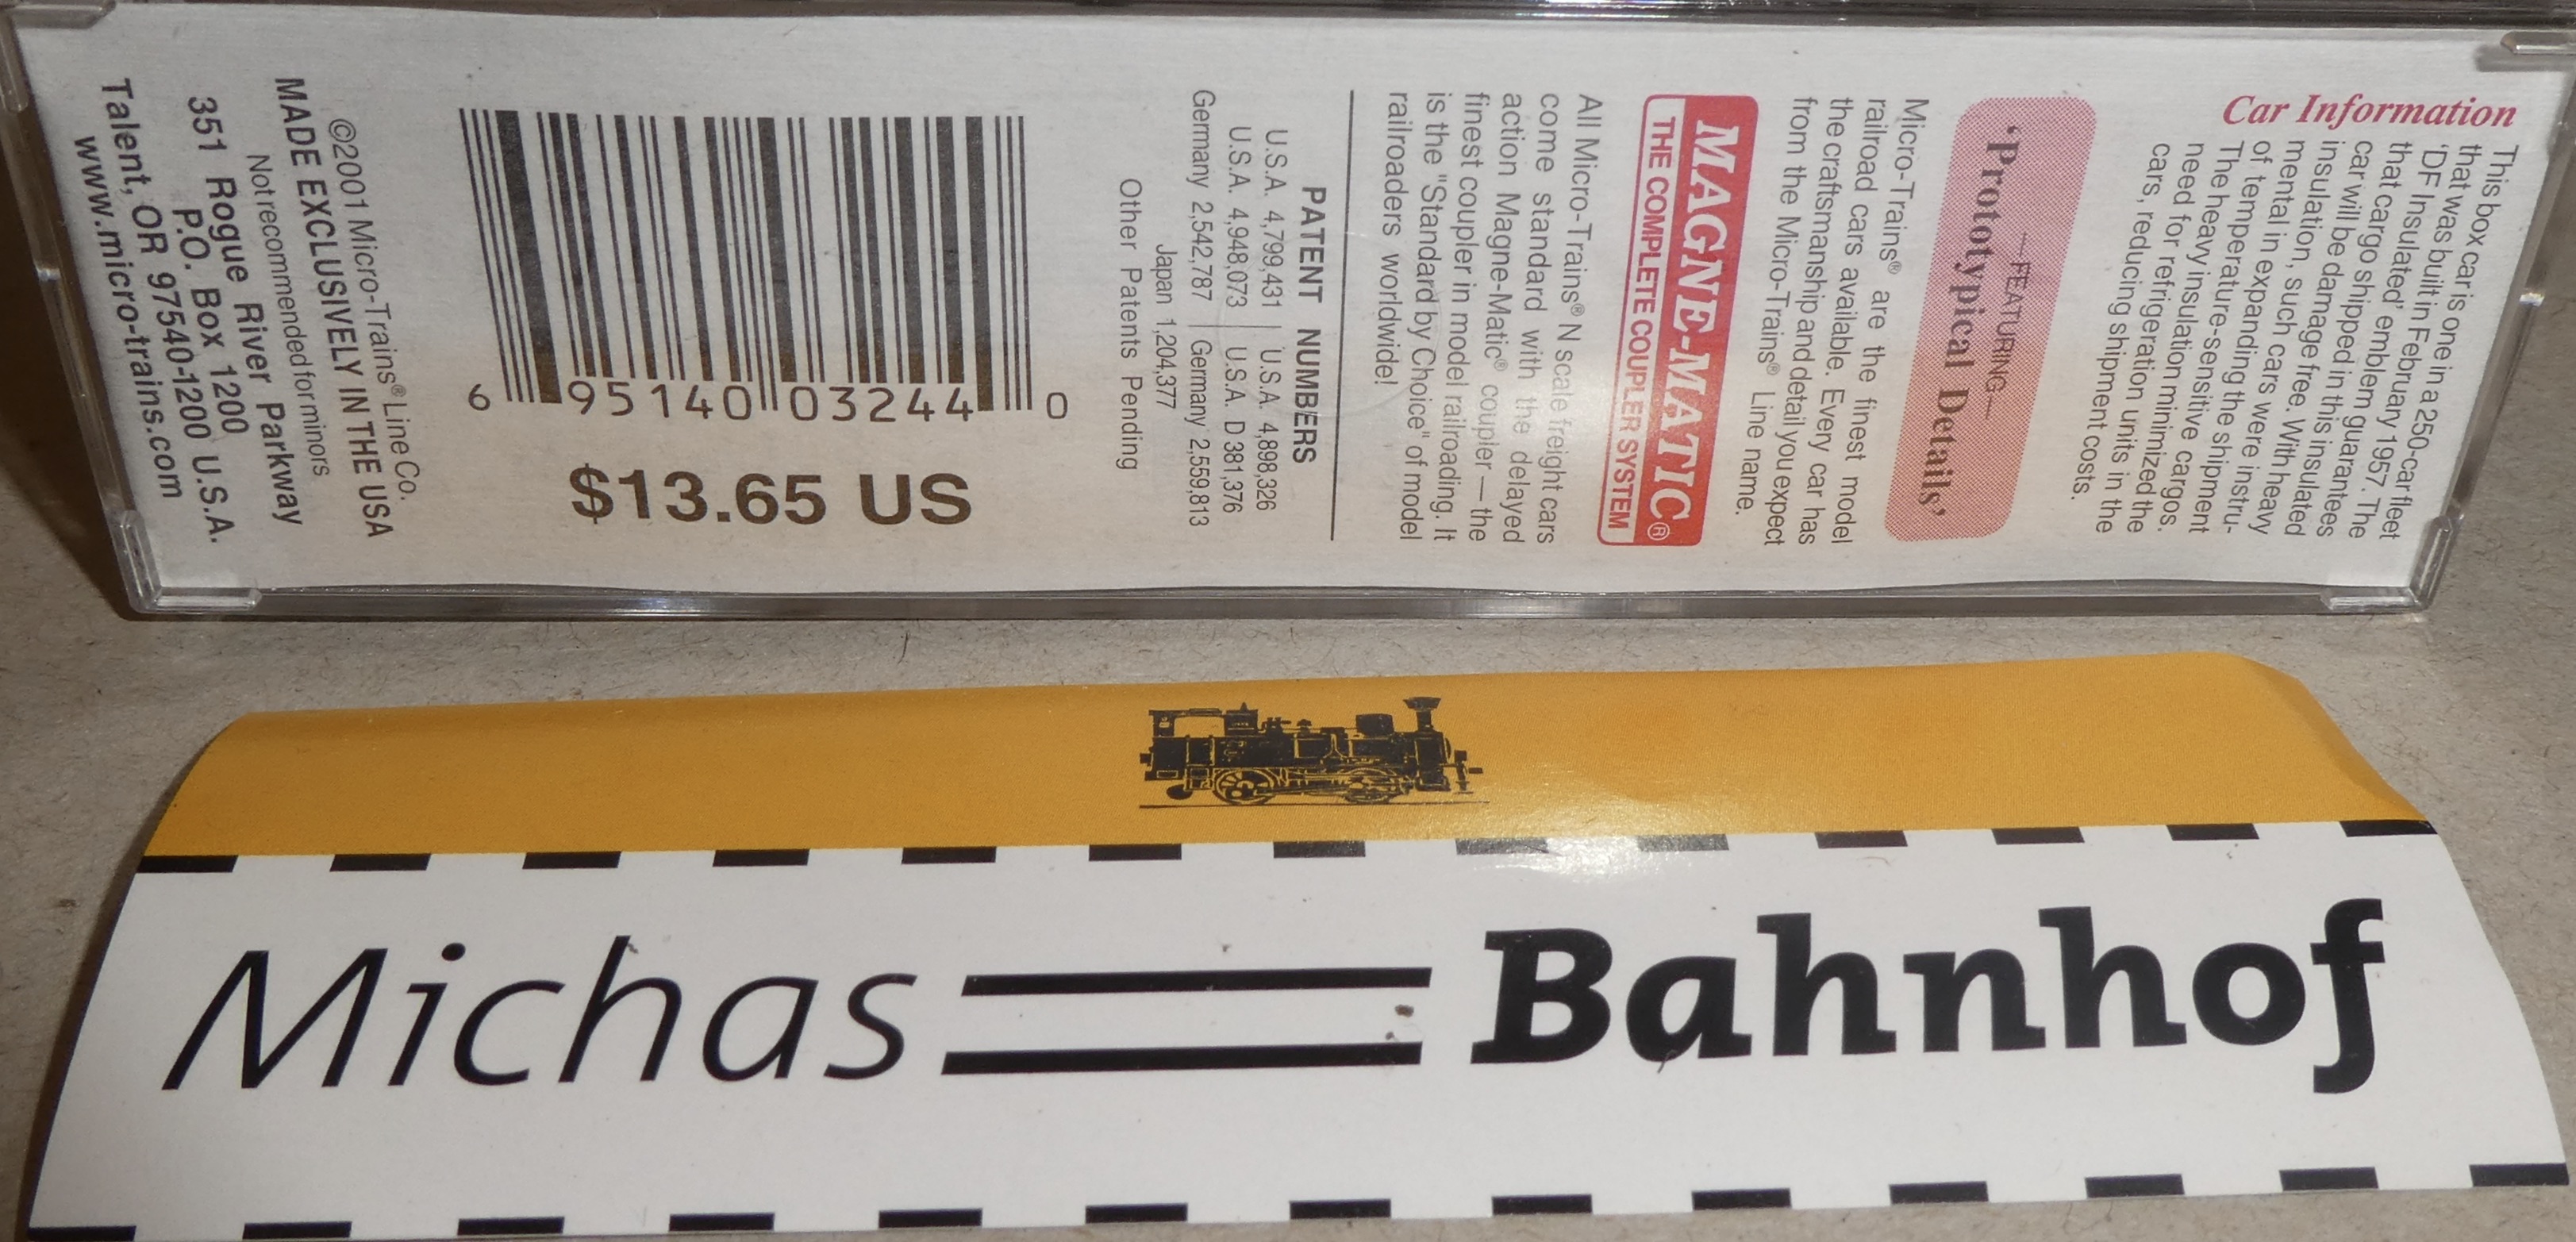 Car Information
This box car is one in a 250-car fleet
that was built in February 1957. The
'DF Insulated' emblem guarantees
that cargo shipped in this insulated
car will be damage free. With heavy
insulation, such cars were instru-
mental in expanding the shipment
of temperature-sensitive cargos.
The heavy insulation minimized the
need for refrigeration units in the
cars, reducing shipment costs.
—FEATURING—
'Prototypical Details'
Micro-Trains® are the finest model
railroad cars available. Every car has
the craftsmanship and detail you expect
from the Micro-Trains® Line name.
MAGNE-MATIC®
THE COMPLETE COUPLER SYSTEM
All Micro-Trains® N scale freight cars
come standard with the delayed
action Magne-Matic® coupler — the
finest coupler in model railroading. It
is the "Standard by Choice" of model
railroaders worldwide!
PATENT NUMBERS
U.S.A. 4,799,431 | U.S.A. 4,898,326
U.S.A. 4,948,073 | U.S.A. D 381,376
Germany 2,542,787 | Germany 2,559,813
Japan 1,204,377
Other Patents Pending
6 95140 03244 0
$13.65 US
©2001 Micro-Trains® Line Co.
MADE EXCLUSIVELY IN THE USA
Not recommended for minors
351 Rogue River Parkway
P.O. Box 1200
Talent, OR 97540-1200 U.S.A.
www.micro-trains.com
Michas Bahnhof